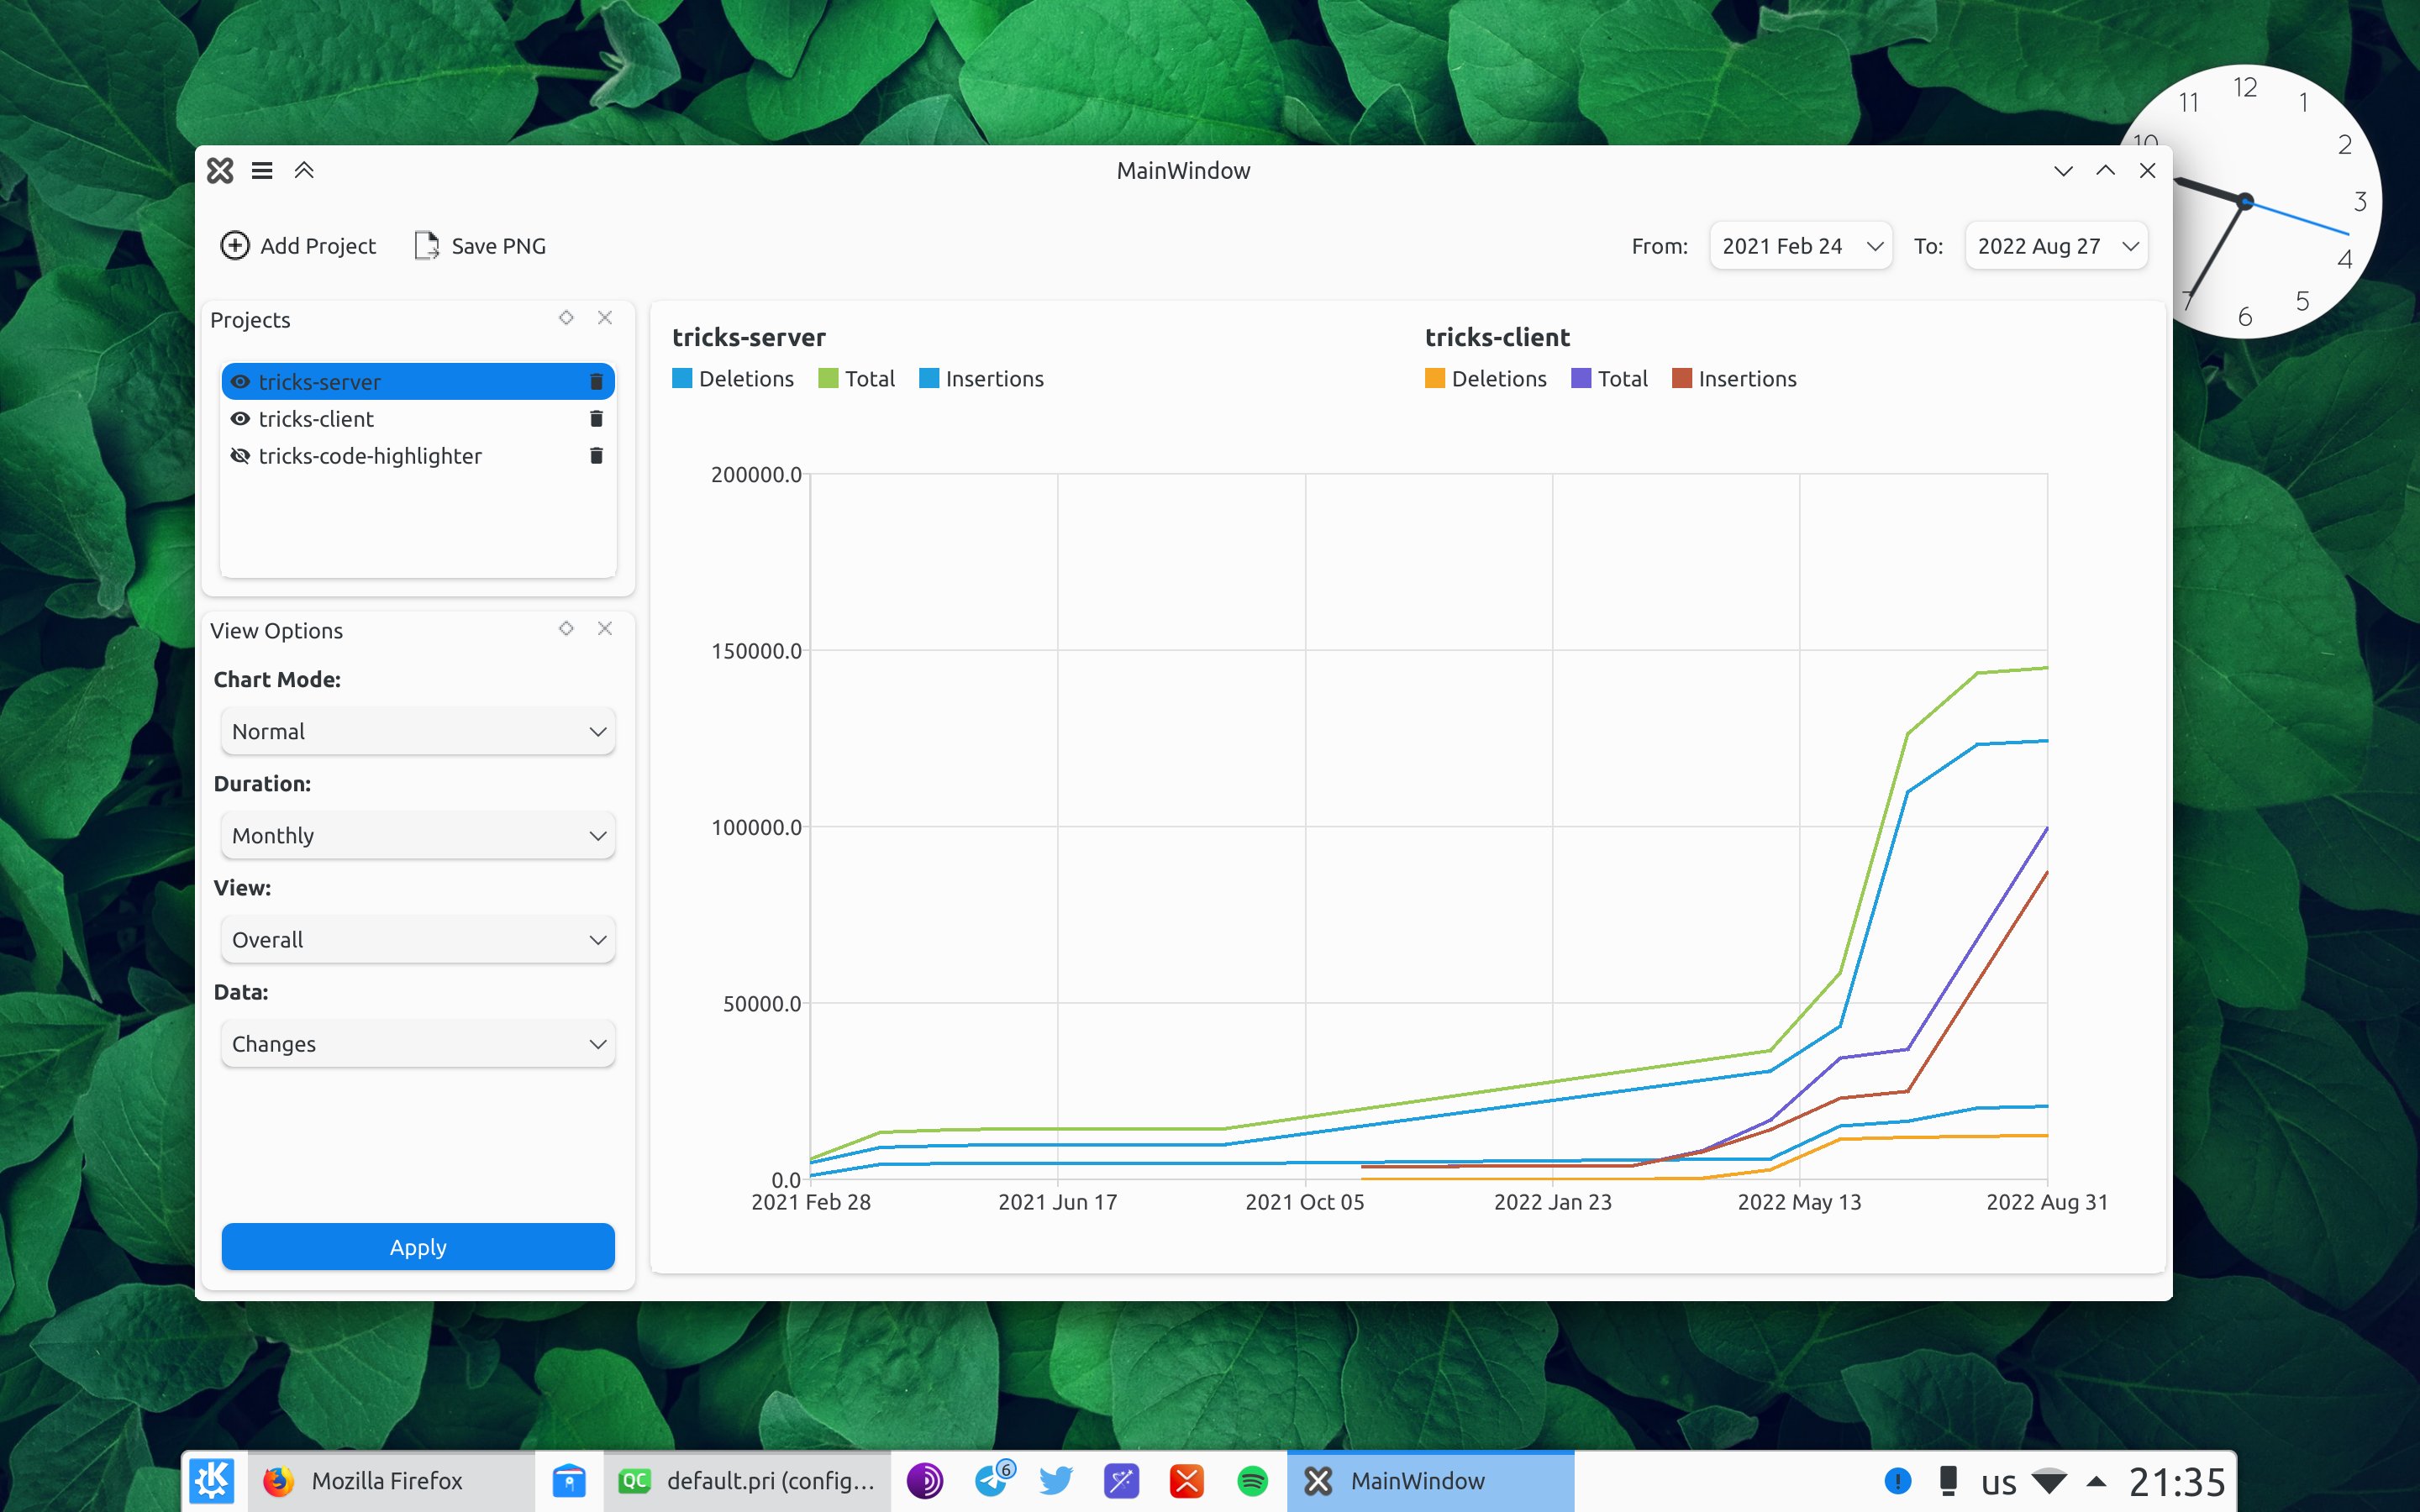 12
11
1
10
2
3
4
5
6
7
MainWindow
Add Project
Save PNG
From: 2021 Feb 24
To: 2022 Aug 27
Projects
tricks-server
tricks-client
tricks-code-highlighter
View Options
Chart Mode:
Normal
Duration:
Monthly
View:
Overall
Data:
Changes
Apply
tricks-server
Deletions Total Insertions
tricks-client
Deletions Total Insertions
200000.0
150000.0
100000.0
50000.0
0.0
2021 Feb 28
2021 Jun 17
2021 Oct 05
2022 Jan 23
2022 May 13
2022 Aug 31
Mozilla Firefox
QC
default.pri (config...
6
MainWindow
us
21:35